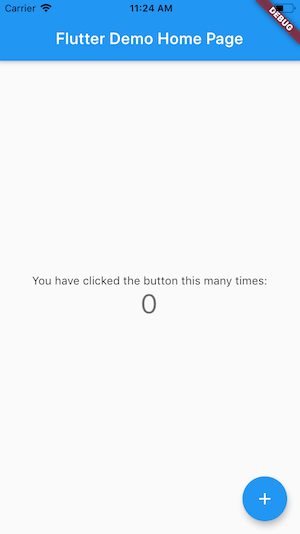 Carrier 11:24 AM
DEBUG
Flutter Demo Home Page
You have clicked the button this many times:
0
+